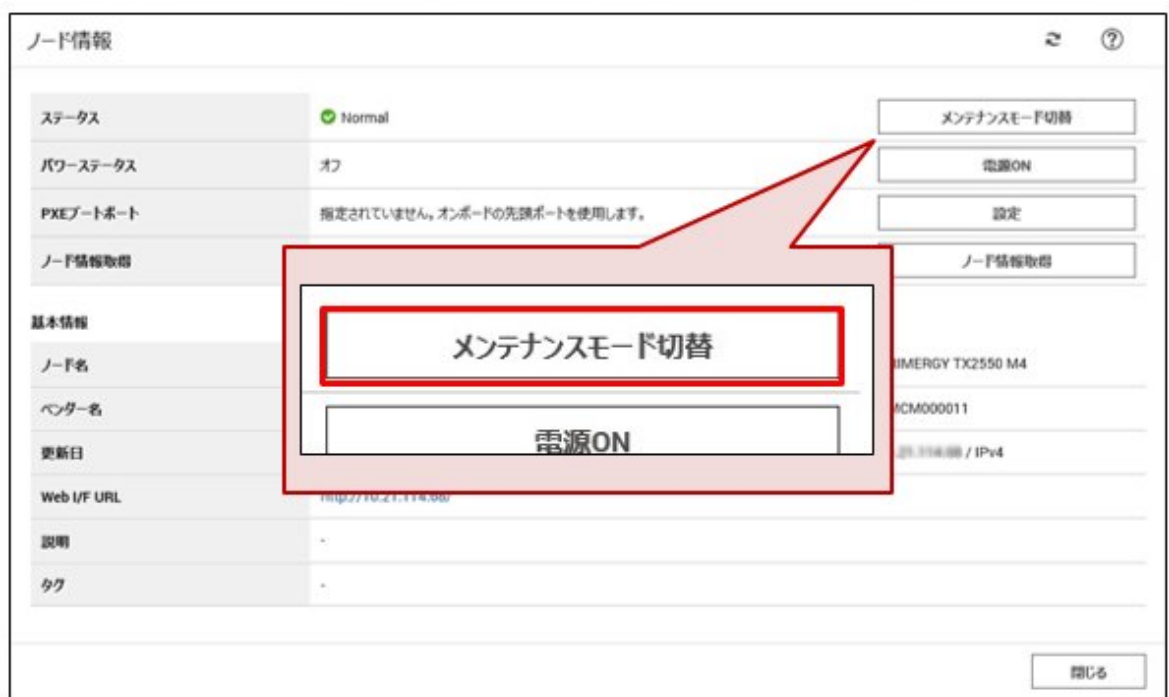 ノード情報
ステータス Normal メンテナンスモード切替
パワーステータス オフ 電源ON
PXEブートポート 指定されていません。オンボードの先頭ポートを使用します。 設定
ノード情報取得 ノード情報取得
メンテナンスモード切替
電源ON
基本情報
ノード名 IMERGY TX2550 M4
ベンダー名 MCM000011
更新日 / IPv4
Web I/F URL
説明 -
タグ -
閉じる